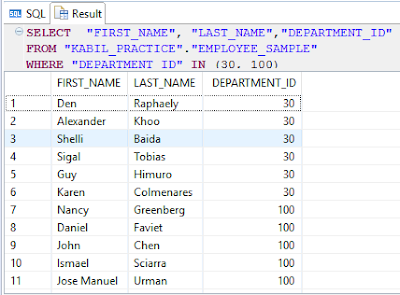 SQL Result
SELECT "FIRST_NAME", "LAST_NAME","DEPARTMENT_ID"
FROM "KABIL_PRACTICE"."EMPLOYEE_SAMPLE"
WHERE "DEPARTMENT_ID" IN (30, 100)
FIRST_NAME LAST_NAME DEPARTMENT_ID
1 Den Raphaely 30
2 Alexander Khoo 30
3 Shelli Baida 30
4 Sigal Tobias 30
5 Guy Himuro 30
6 Karen Colmenares 30
7 Nancy Greenberg 100
8 Daniel Faviet 100
9 John Chen 100
10 Ismael Sciarra 100
11 Jose Manuel Urman 100